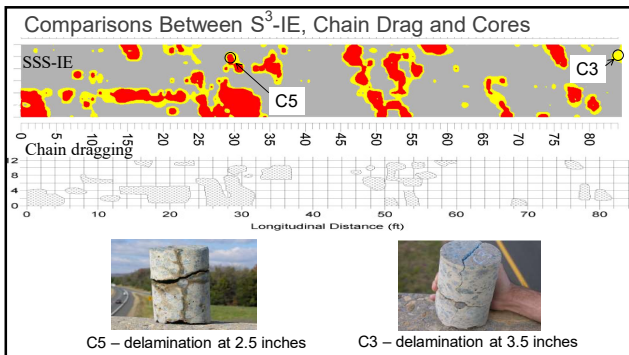 Comparisons Between S³-IE, Chain Drag and Cores
SSS-IE
C5
C3
0 5 10 15 20 25 30 35 40 45 50 55 60 65 70 75 80
Chain dragging
12
8
4
0
0 10 20 30 40 50 60 70 80
Longitudinal Distance (ft)
C5 – delamination at 2.5 inches
C3 – delamination at 3.5 inches